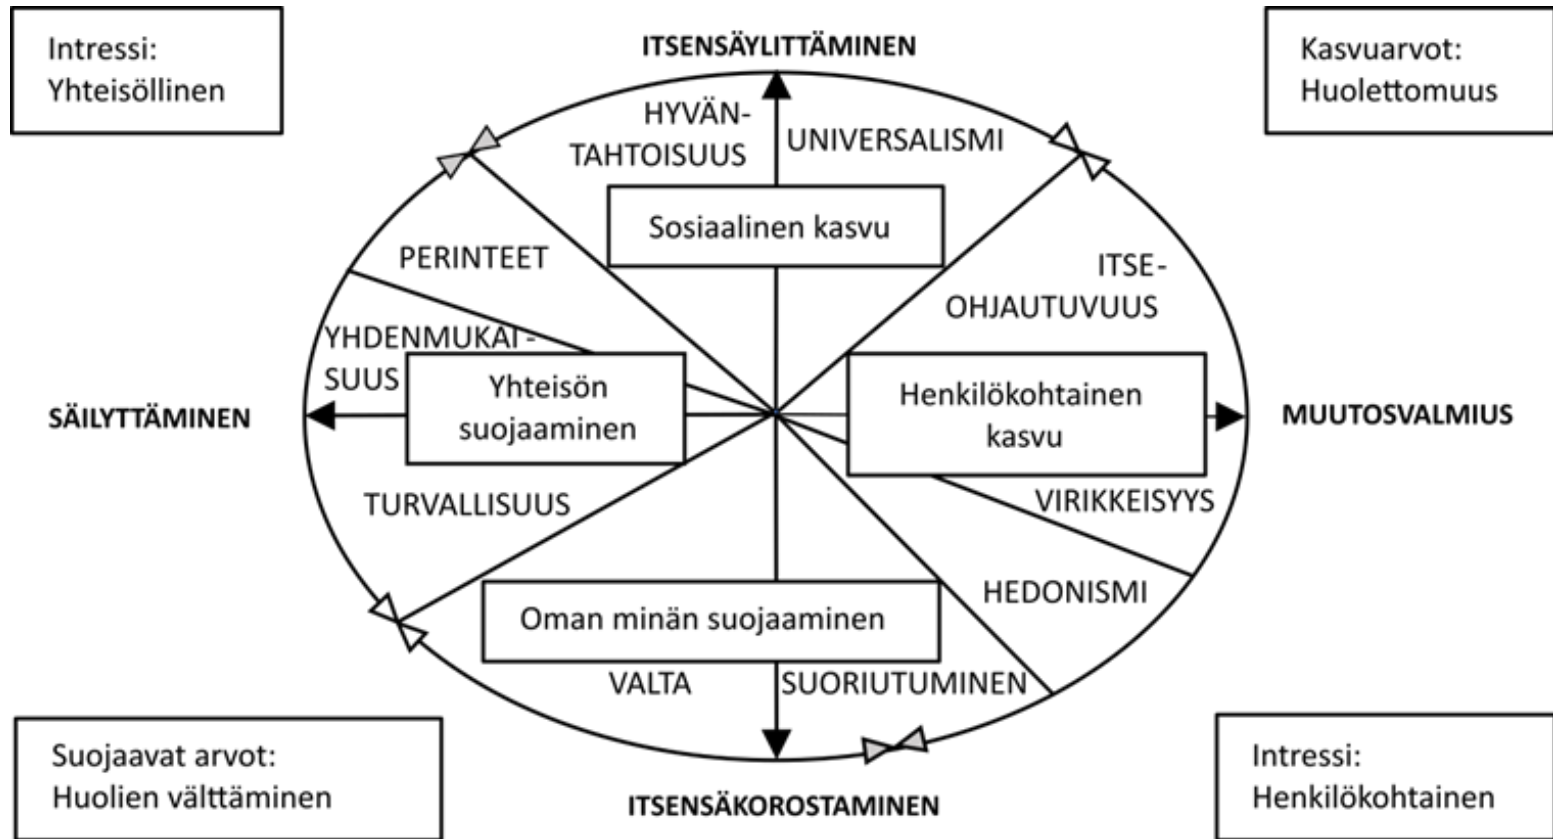 Intressi:
Yhteisöllinen
ITSENSÄYLITTÄMINEN
Kasvuarvot:
Huolettomuus
HYVÄN-
TAHTOISUUS
UNIVERSALISMI
Sosiaalinen kasvu
PERINTEET
ITSE-
OHJAUTUVUUS
YHDENMUKAI-
SUUS
Yhteisön
suojaaminen
Henkilökohtainen
kasvu
SÄILYTTÄMINEN
MUUTOSVALMIUS
TURVALLISUUS
VIRIKKEISYYS
HEDONISMI
Oman minän suojaaminen
VALTA
SUORIUTUMINEN
Suojaavat arvot:
Huolien välttäminen
ITSENSÄKOROSTAMINEN
Intressi:
Henkilökohtainen